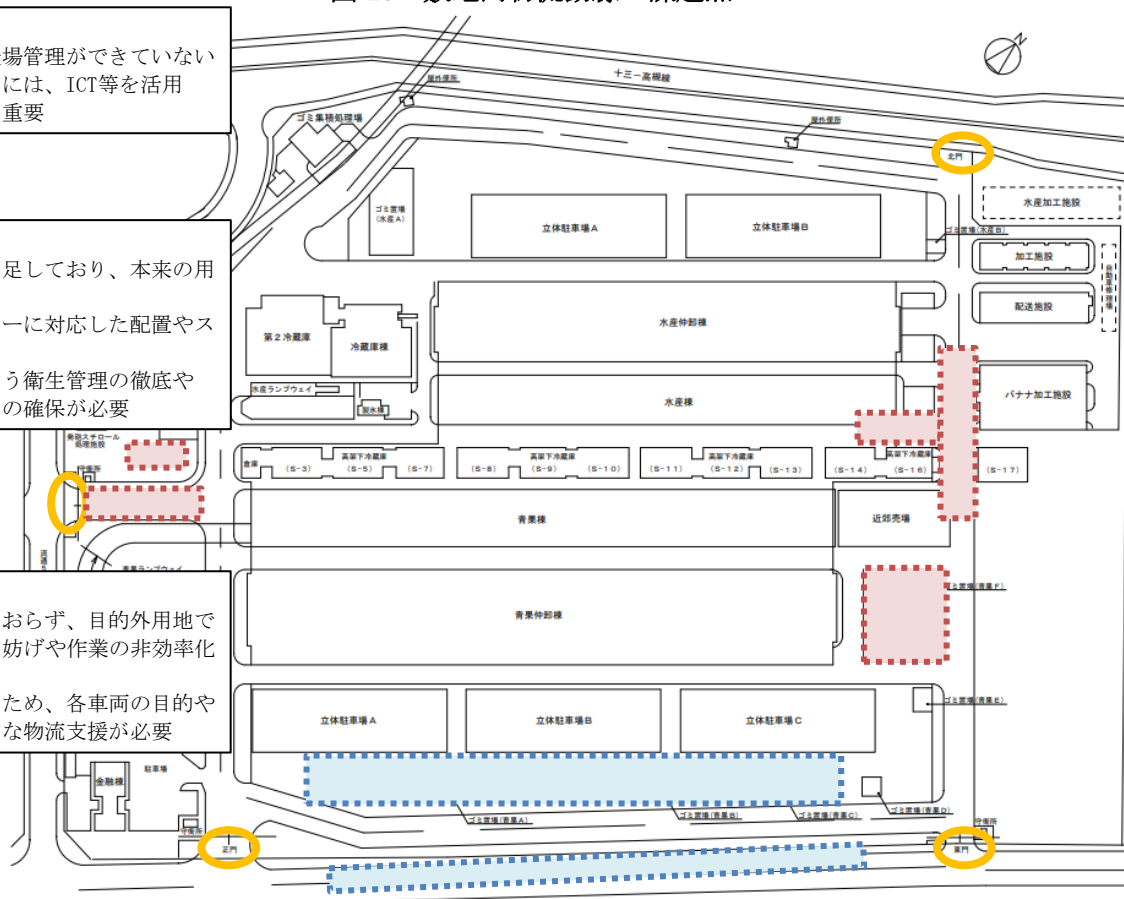 場管理ができていない
には、ICT等を活用
重要
足しており、本来の用
ーに対応した配置やス
う衛生管理の徹底や
の確保が必要
おらず、目的外用地で
妨げや作業の非効率化
ため、各車両の目的や
な物流支援が必要
十三一高槻線
N
屋外便所
屋外便所
ゴミ集積処理場
北門
水産加工施設
ゴミ置場
(水産A)
立体駐車場A
立体駐車場B
ゴミ置場(水産B)
加工施設
自動車修理場
配送施設
第2冷蔵庫
冷蔵庫棟
水産仲卸棟
水産ランプウェイ
製氷棟
水産棟
バナナ加工施設
発砲スチロール
処理施設
守衛所
倉庫
(S-3)
高架下冷蔵庫
(S-5)
(S-7)
(S-8)
高架下冷蔵庫
(S-9)
(S-10)
(S-11)
高架下冷蔵庫
(S-12)
(S-13)
(S-14)
高架下冷蔵庫
(S-16)
(S-17)
青果棟
近郊売場
青果ランプウェイ
青果仲卸棟
ゴミ置場(青果F)
立体駐車場A
立体駐車場B
立体駐車場C
ゴミ置場(青果E)
駐車場
金融棟
ゴミ置場(青果A)
ゴミ置場(青果B)
ゴミ置場(青果C)
ゴミ置場(青果D)
守衛所
正門
守衛所
東門